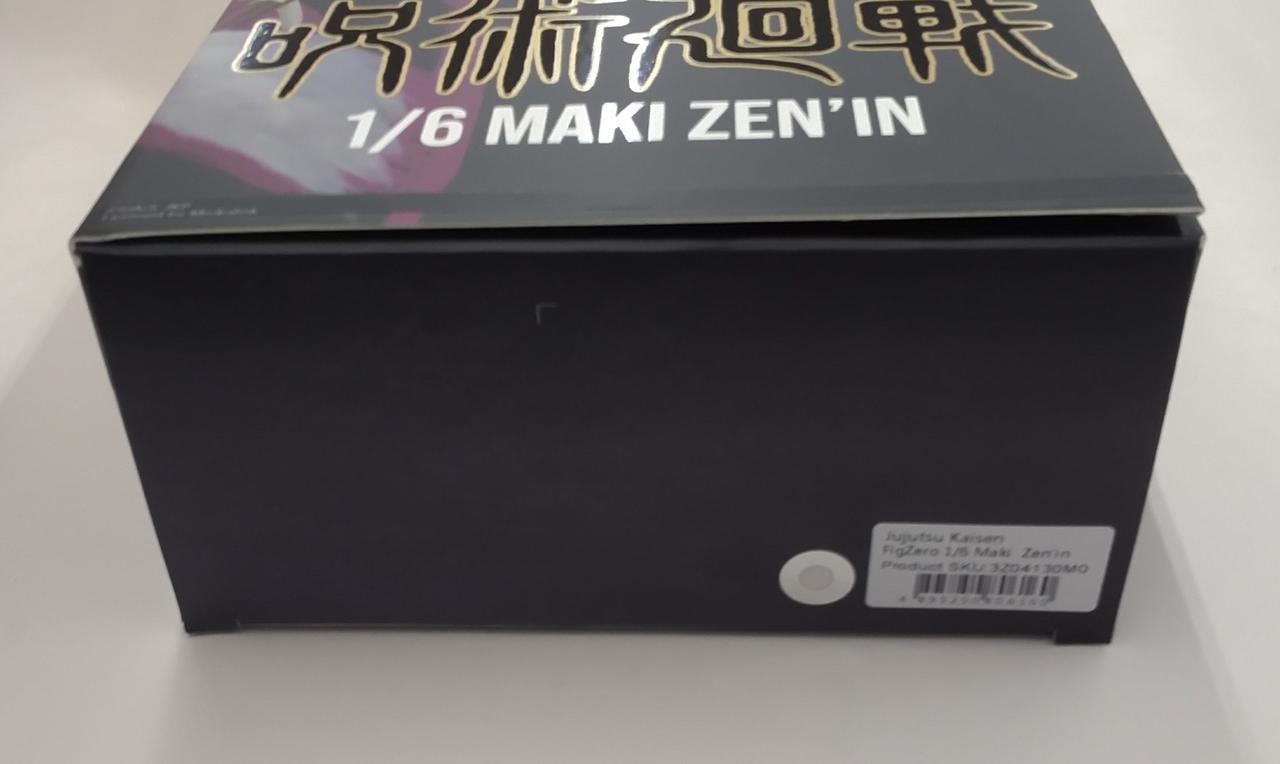 呪術廻戦
1/6 MAKI ZEN'IN
Jujutsu Kaisen
FigZero 1/6 Maki Zen'in
Product SKU:3Z04130M0